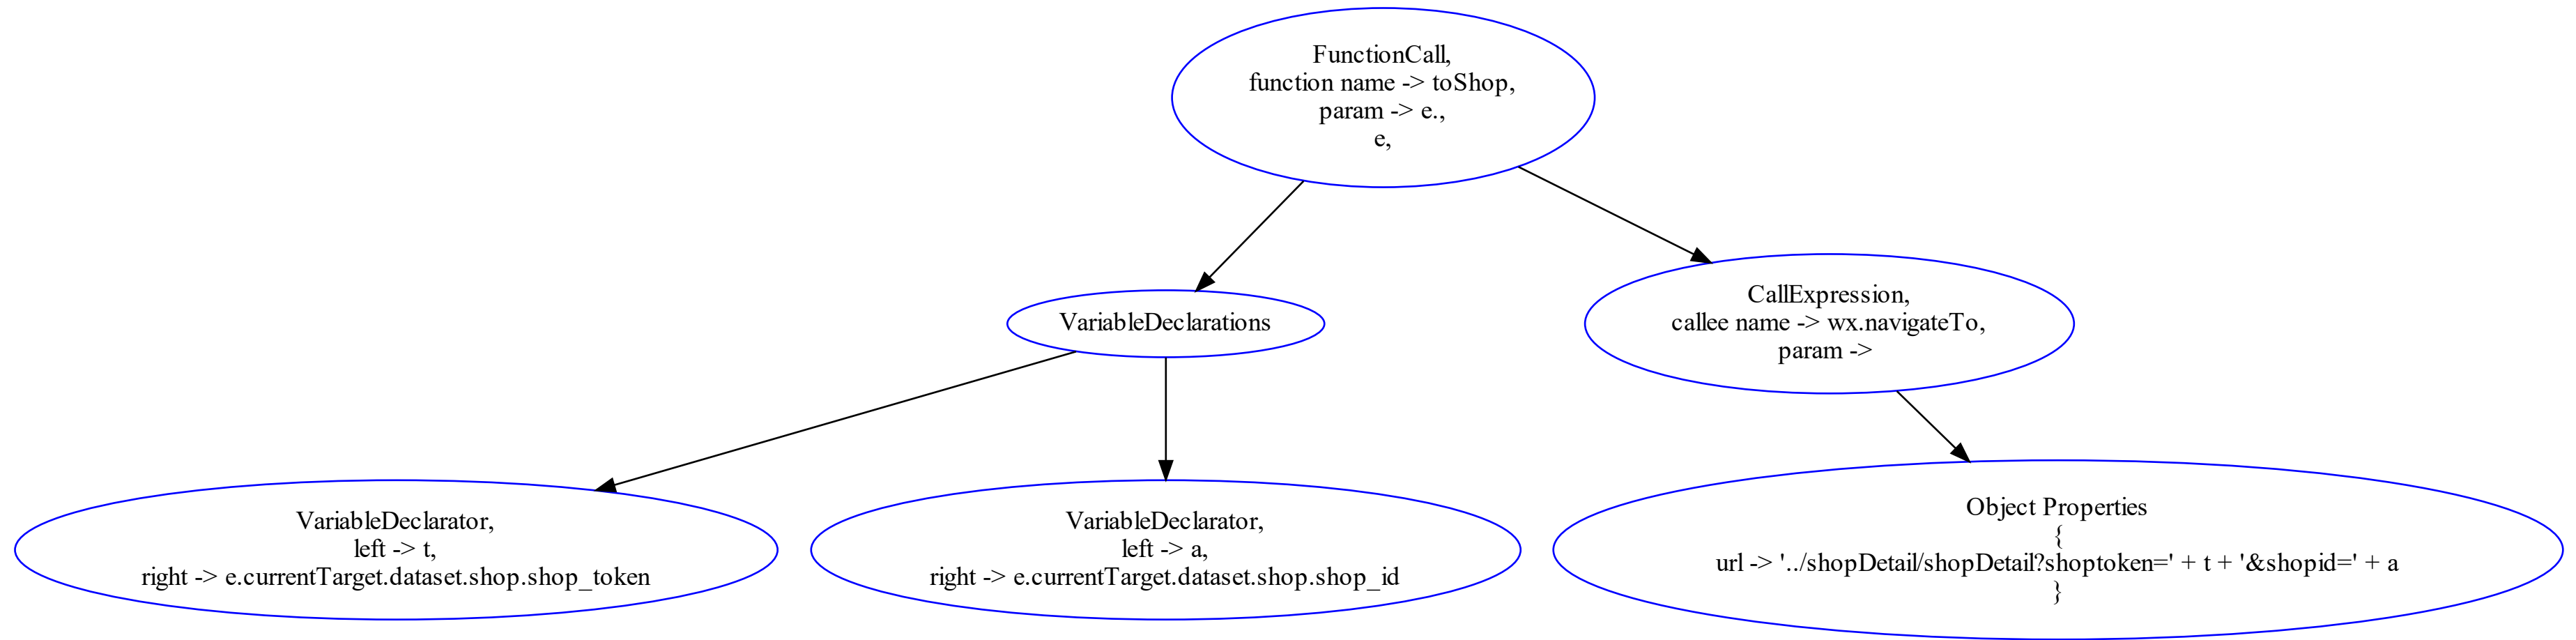 FunctionCall,
function name -> toShop,
param -> e.,
e,
VariableDeclarations
CallExpression,
callee name -> wx.navigateTo,
param ->
VariableDeclarator,
left -> t,
right -> e.currentTarget.dataset.shop.shop_token
VariableDeclarator,
left -> a,
right -> e.currentTarget.dataset.shop.shop_id
Object Properties
{
url -> '../shopDetail/shopDetail?shoptoken=' + t + '&shopid=' + a
}